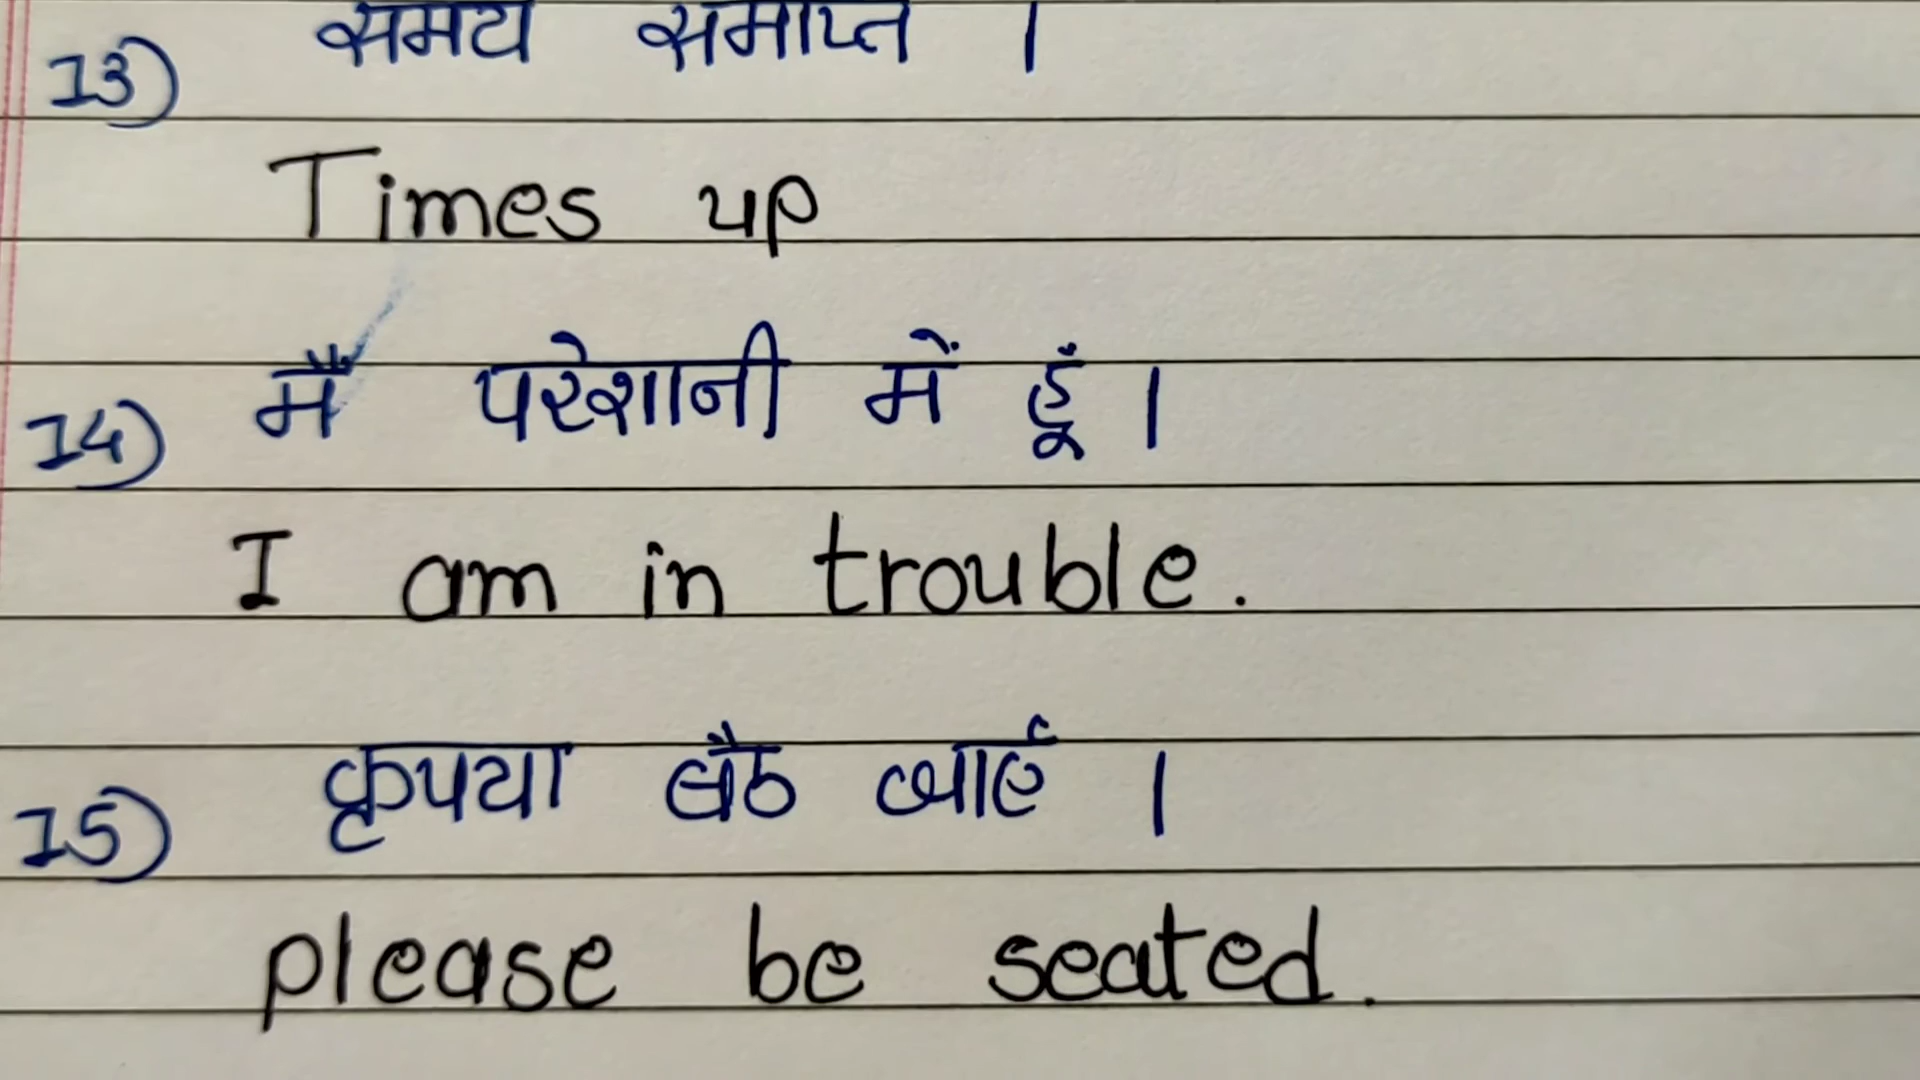 13) समय समाप्त ।
Times up
14) मैं परेशानी में हूं ।
I am in trouble.
15) कृपया बैठ जाएं ।
please be seated.